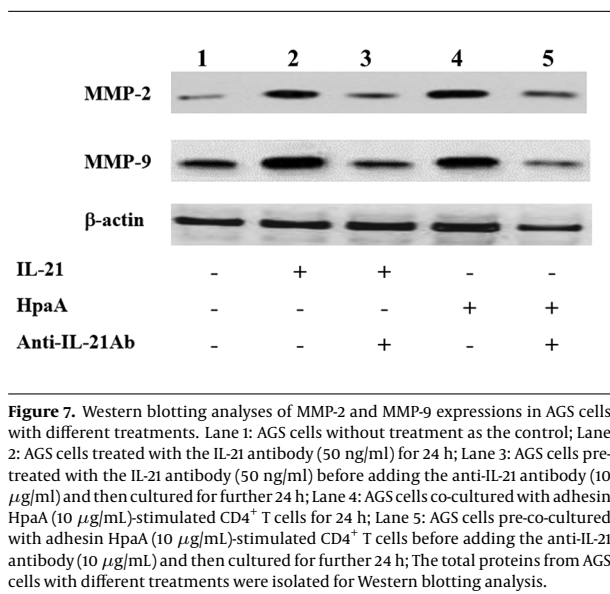 1 2 3 4 5
MMP-2
MMP-9
β-actin
IL-21 - + + - -
HpaA - - - + +
Anti-IL-21Ab - - + - +
Figure 7. Western blotting analyses of MMP-2 and MMP-9 expressions in AGS cells
with different treatments. Lane 1: AGS cells without treatment as the control; Lane
2: AGS cells treated with the IL-21 antibody (50 ng/ml) for 24 h; Lane 3: AGS cells pre-
treated with the IL-21 antibody (50 ng/ml) before adding the anti-IL-21 antibody (10
μg/ml) and then cultured for further 24 h; Lane 4: AGS cells co-cultured with adhesin
HpaA (10 μg/mL)-stimulated CD4⁺ T cells for 24 h; Lane 5: AGS cells pre-co-cultured
with adhesin HpaA (10 μg/mL)-stimulated CD4⁺ T cells before adding the anti-IL-21
antibody (10 μg/mL) and then cultured for further 24 h; The total proteins from AGS
cells with different treatments were isolated for Western blotting analysis.